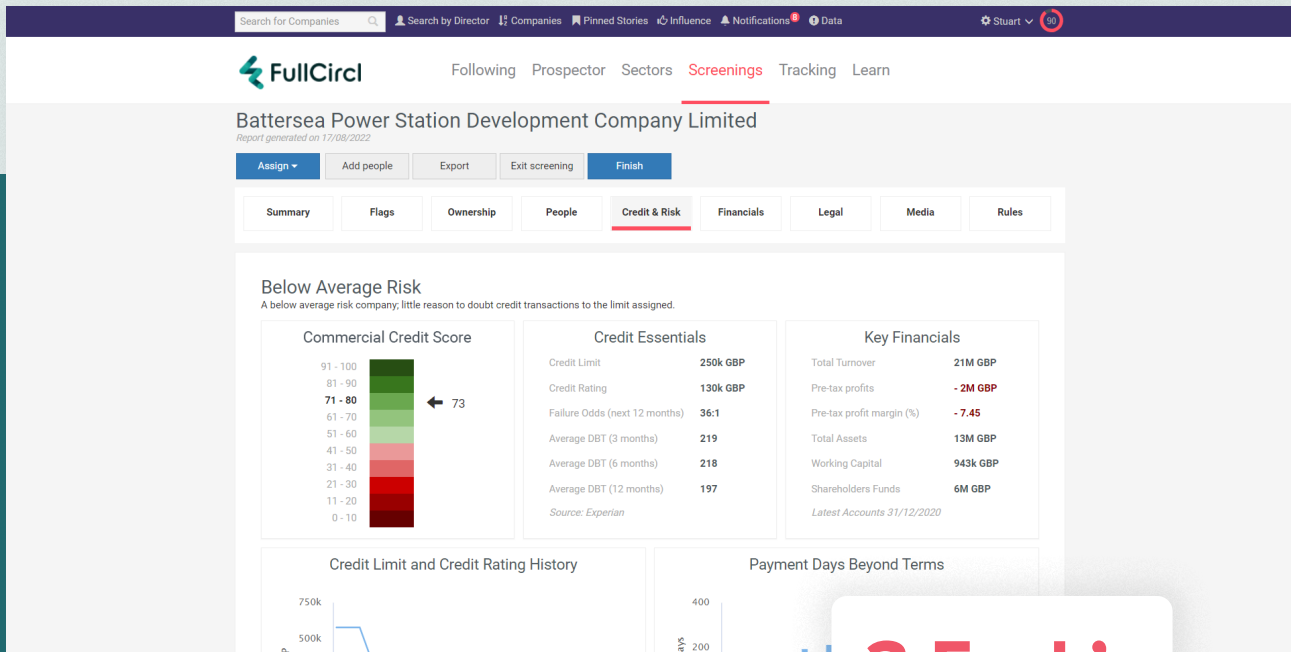 Search for Companies Search by Director Companies Pinned Stories Influence Notifications 8 Data Stuart 90
FullCircl Following Prospector Sectors Screenings Tracking Learn
Battersea Power Station Development Company Limited
Report generated on 17/08/2022
Assign Add people Export Exit screening Finish
Summary Flags Ownership People Credit & Risk Financials Legal Media Rules
Below Average Risk
A below average risk company; little reason to doubt credit transactions to the limit assigned.
Commercial Credit Score
91 - 100
81 - 90
71 - 80
73
61 - 70
51 - 60
41 - 50
31 - 40
21 - 30
11 - 20
0 - 10
Credit Essentials
Credit Limit 250k GBP
Credit Rating 130k GBP
Failure Odds (next 12 months) 36:1
Average DBT (3 months) 219
Average DBT (6 months) 218
Average DBT (12 months) 197
Source: Experian
Key Financials
Total Turnover 21M GBP
Pre-tax profits - 2M GBP
Pre-tax profit margin (%) - 7.45
Total Assets 13M GBP
Working Capital 943k GBP
Shareholders Funds 6M GBP
Latest Accounts 31/12/2020
Credit Limit and Credit Rating History
750k
500k
Payment Days Beyond Terms
400
200